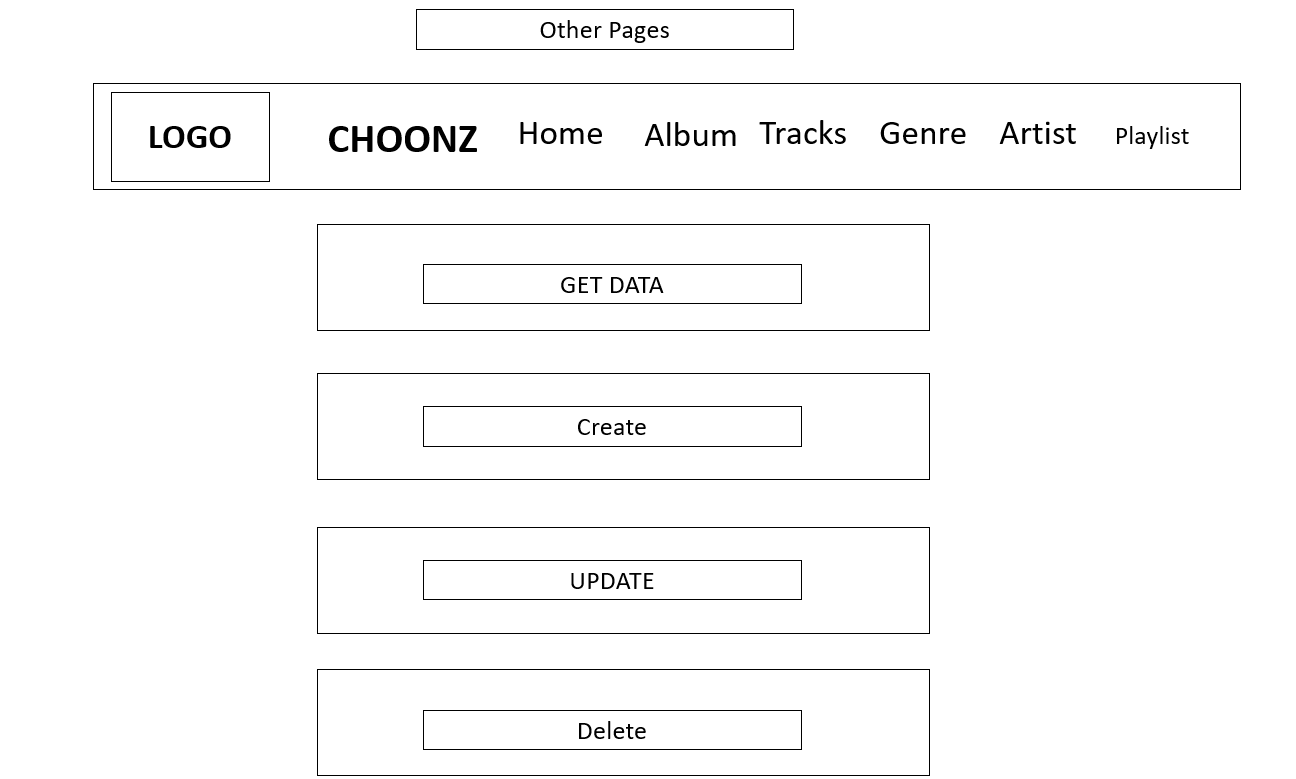 Other Pages
LOGO CHOONZ Home Album Tracks Genre Artist Playlist
GET DATA
Create
UPDATE
Delete